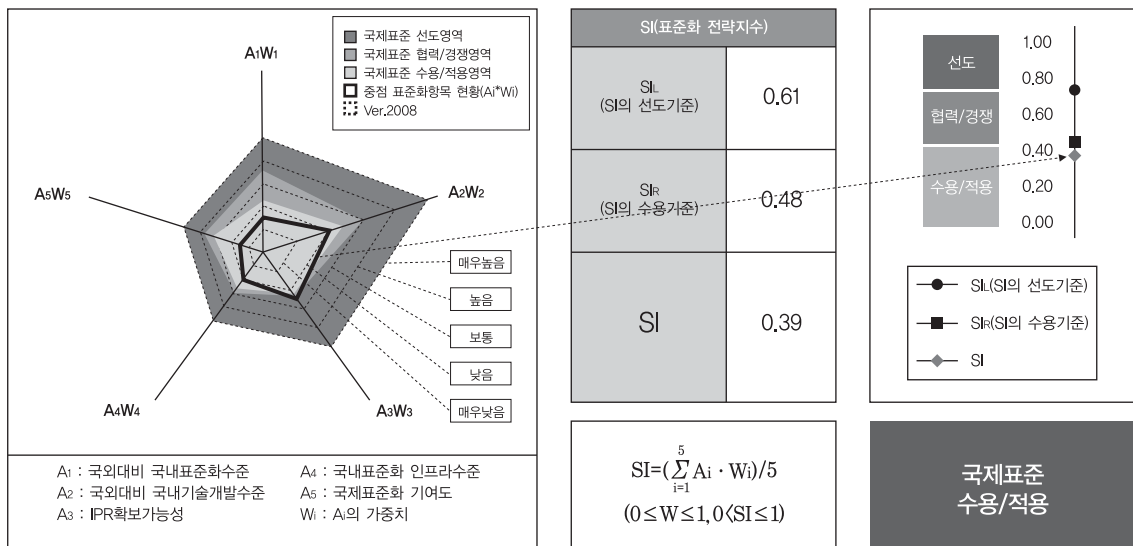 국제표준 선도영역
국제표준 협력/경쟁영역
국제표준 수용/적용영역
중점 표준화항목 현황(Ai*Wi)
Ver.2008
A1W1
A2W2
A5W5
A4W4
A3W3
매우높음
높음
보통
낮음
매우낮음
A1 : 국외대비 국내표준화수준
A2 : 국외대비 국내기술개발수준
A3 : IPR확보가능성
A4 : 국내표준화 인프라수준
A5 : 국제표준화 기여도
Wi : Ai의 가중치
SI(표준화 전략지수)
SIL
(SI의 선도기준)
0.61
SIR
(SI의 수용기준)
0.48
SI
0.39
SI=(5∑i=1 Ai · Wi)/5
(0≤W≤1, 0<SI≤1)
선도
협력/경쟁
수용/적용
1.00
0.80
0.60
0.40
0.20
0.00
SIL(SI의 선도기준)
SIR(SI의 수용기준)
SI
국제표준
수용/적용